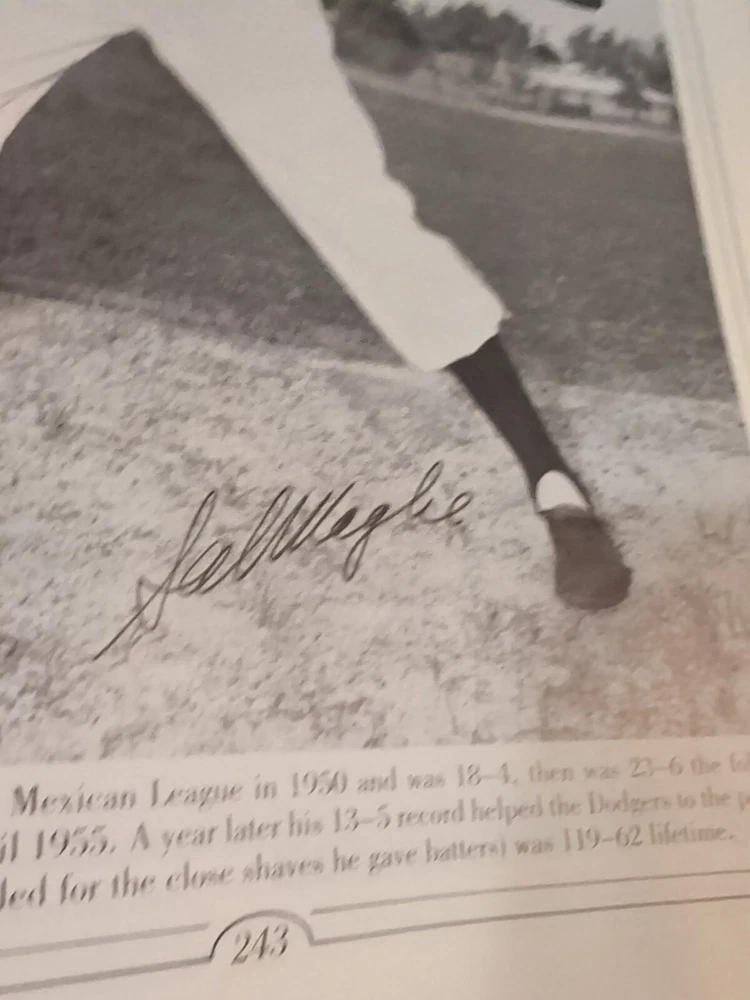 Sal Maglie
Mexican League in 1950 and was 18–4, then was 23–6 the
il 1955. A year later his 13–5 record helped the Dodgers to the
led for the close shaves he gave batters) was 119–62 lifetime.
243